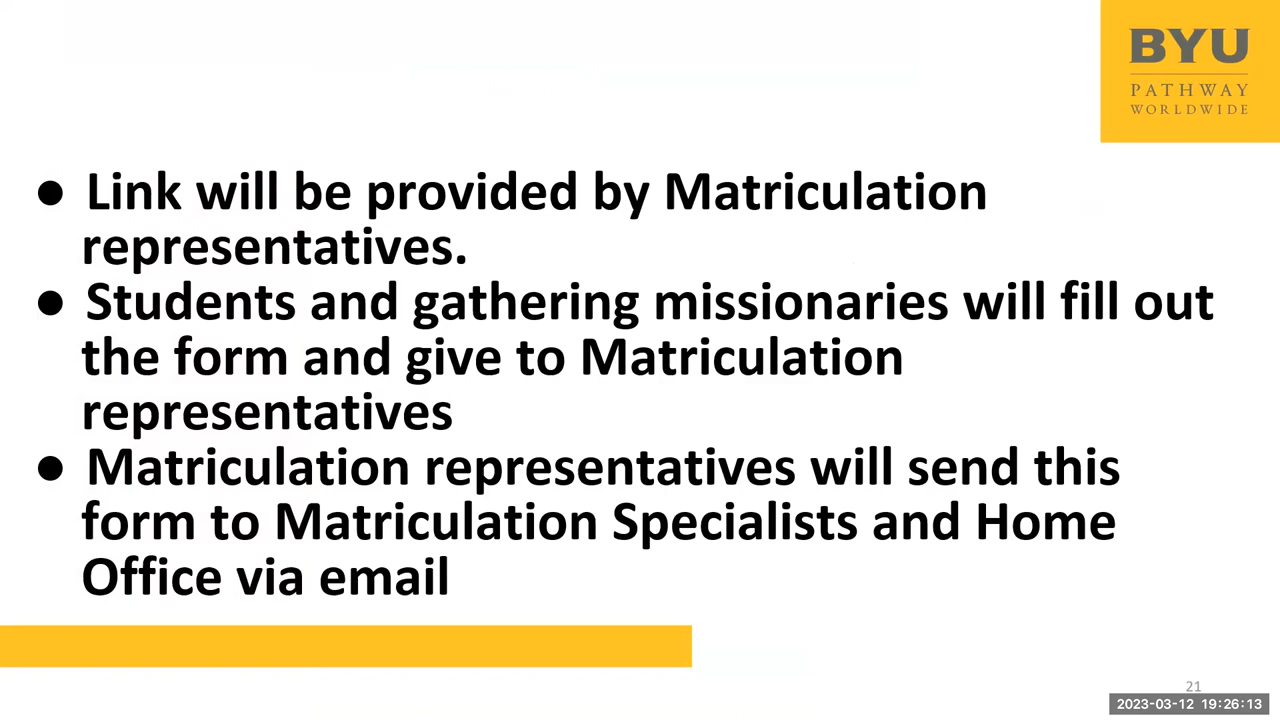 BYU
PATHWAY
WORLDWIDE
● Link will be provided by Matriculation
representatives.
● Students and gathering missionaries will fill out
the form and give to Matriculation
representatives
● Matriculation representatives will send this
form to Matriculation Specialists and Home
Office via email
21
2023-03-12 19:26:13